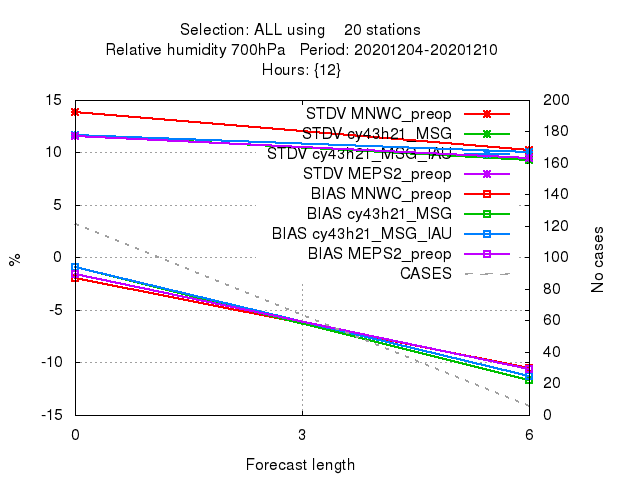 Selection: ALL using 20 stations
Relative humidity 700hPa Period: 20201204-20201210
Hours: {12}
15
10
5
0
-5
-10
-15
%
200
180
160
140
120
100
80
60
40
20
0
No cases
STDV MNWC_preop
STDV cy43h21_MSG
STDV cy43h21_MSG_IAU
STDV MEPS2_preop
BIAS MNWC_preop
BIAS cy43h21_MSG
BIAS cy43h21_MSG_IAU
BIAS MEPS2_preop
CASES
0 3 6
Forecast length